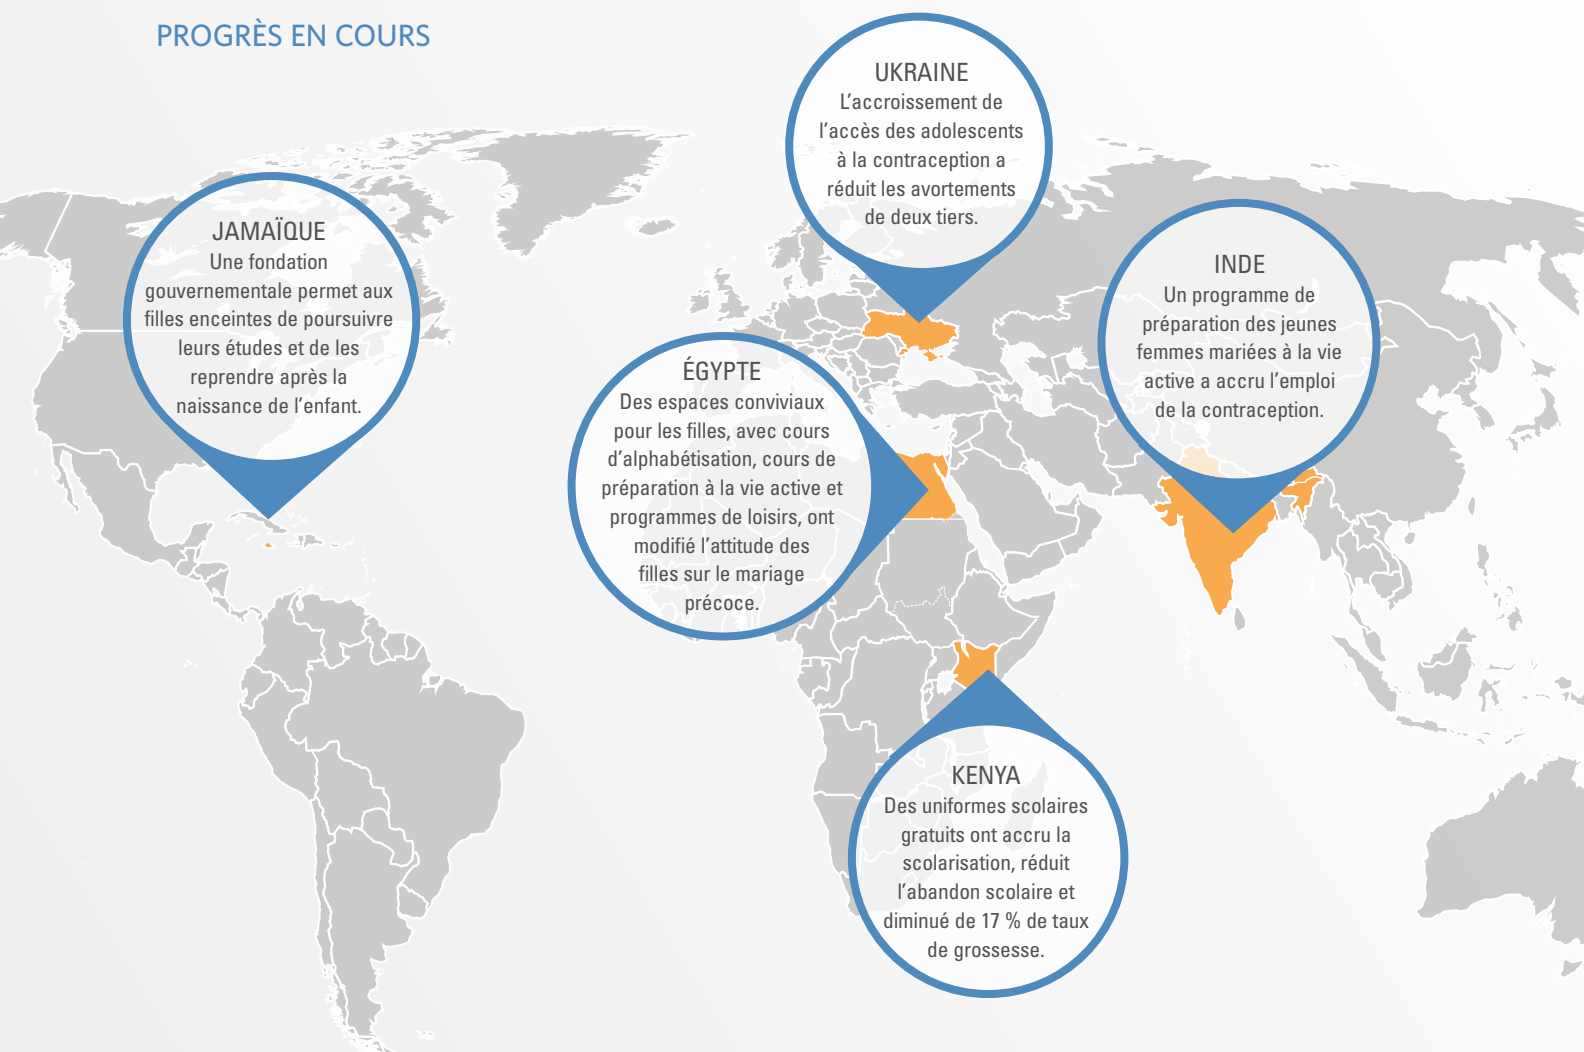 PROGRÈS EN COURS
UKRAINE
L'accroissement de
l'accès des adolescents
à la contraception a
réduit les avortements
de deux tiers.
JAMAÏQUE
Une fondation
gouvernementale permet aux
filles enceintes de poursuivre
leurs études et de les
reprendre après la
naissance de l'enfant.
INDE
Un programme de
préparation des jeunes
femmes mariées à la vie
active a accru l'emploi
de la contraception.
ÉGYPTE
Des espaces conviviaux
pour les filles, avec cours
d'alphabétisation, cours de
préparation à la vie active et
programmes de loisirs, ont
modifié l'attitude des
filles sur le mariage
précoce.
KENYA
Des uniformes scolaires
gratuits ont accru la
scolarisation, réduit
l'abandon scolaire et
diminué de 17 % de taux
de grossesse.